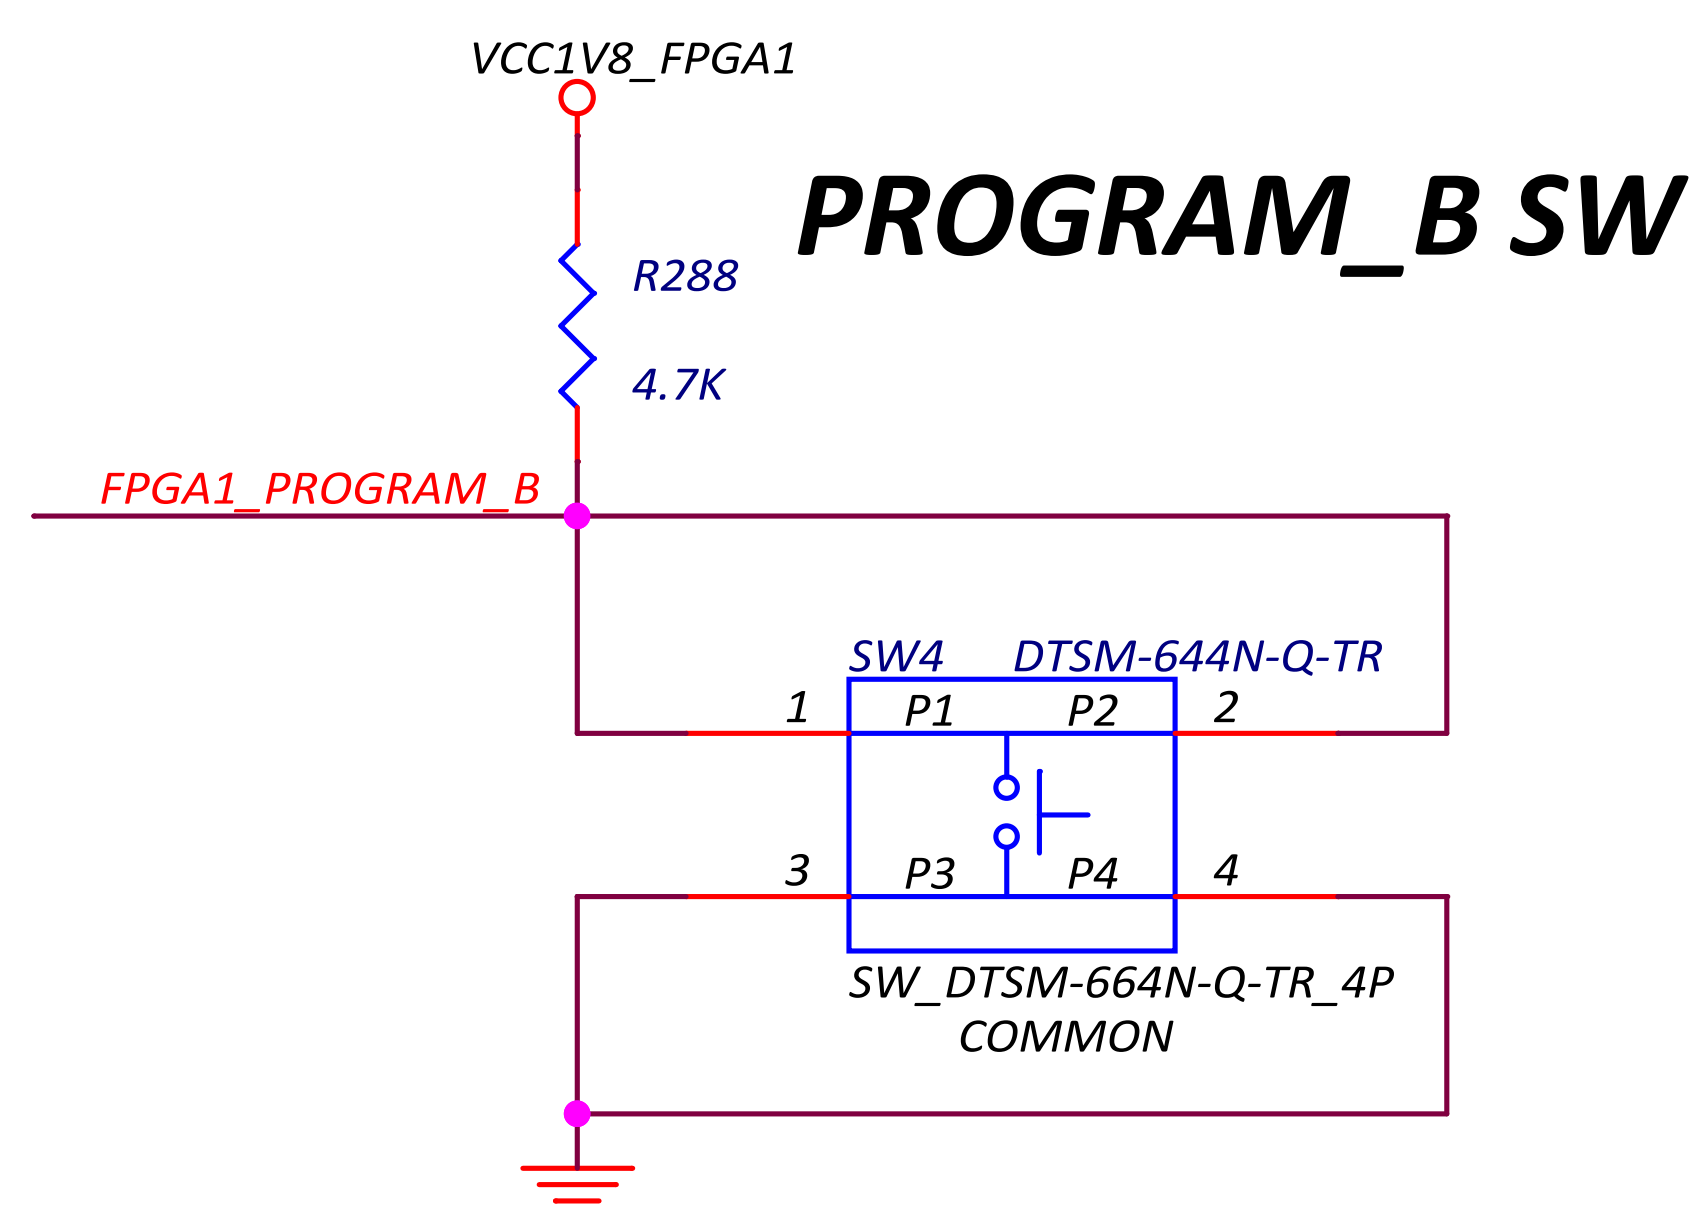 VCC1V8_FPGA1
PROGRAM_B SW
R288
4.7K
FPGA1_PROGRAM_B
SW4 DTSM-644N-Q-TR
1 P1 P2 2
3 P3 P4 4
SW_DTSM-664N-Q-TR_4P
COMMON